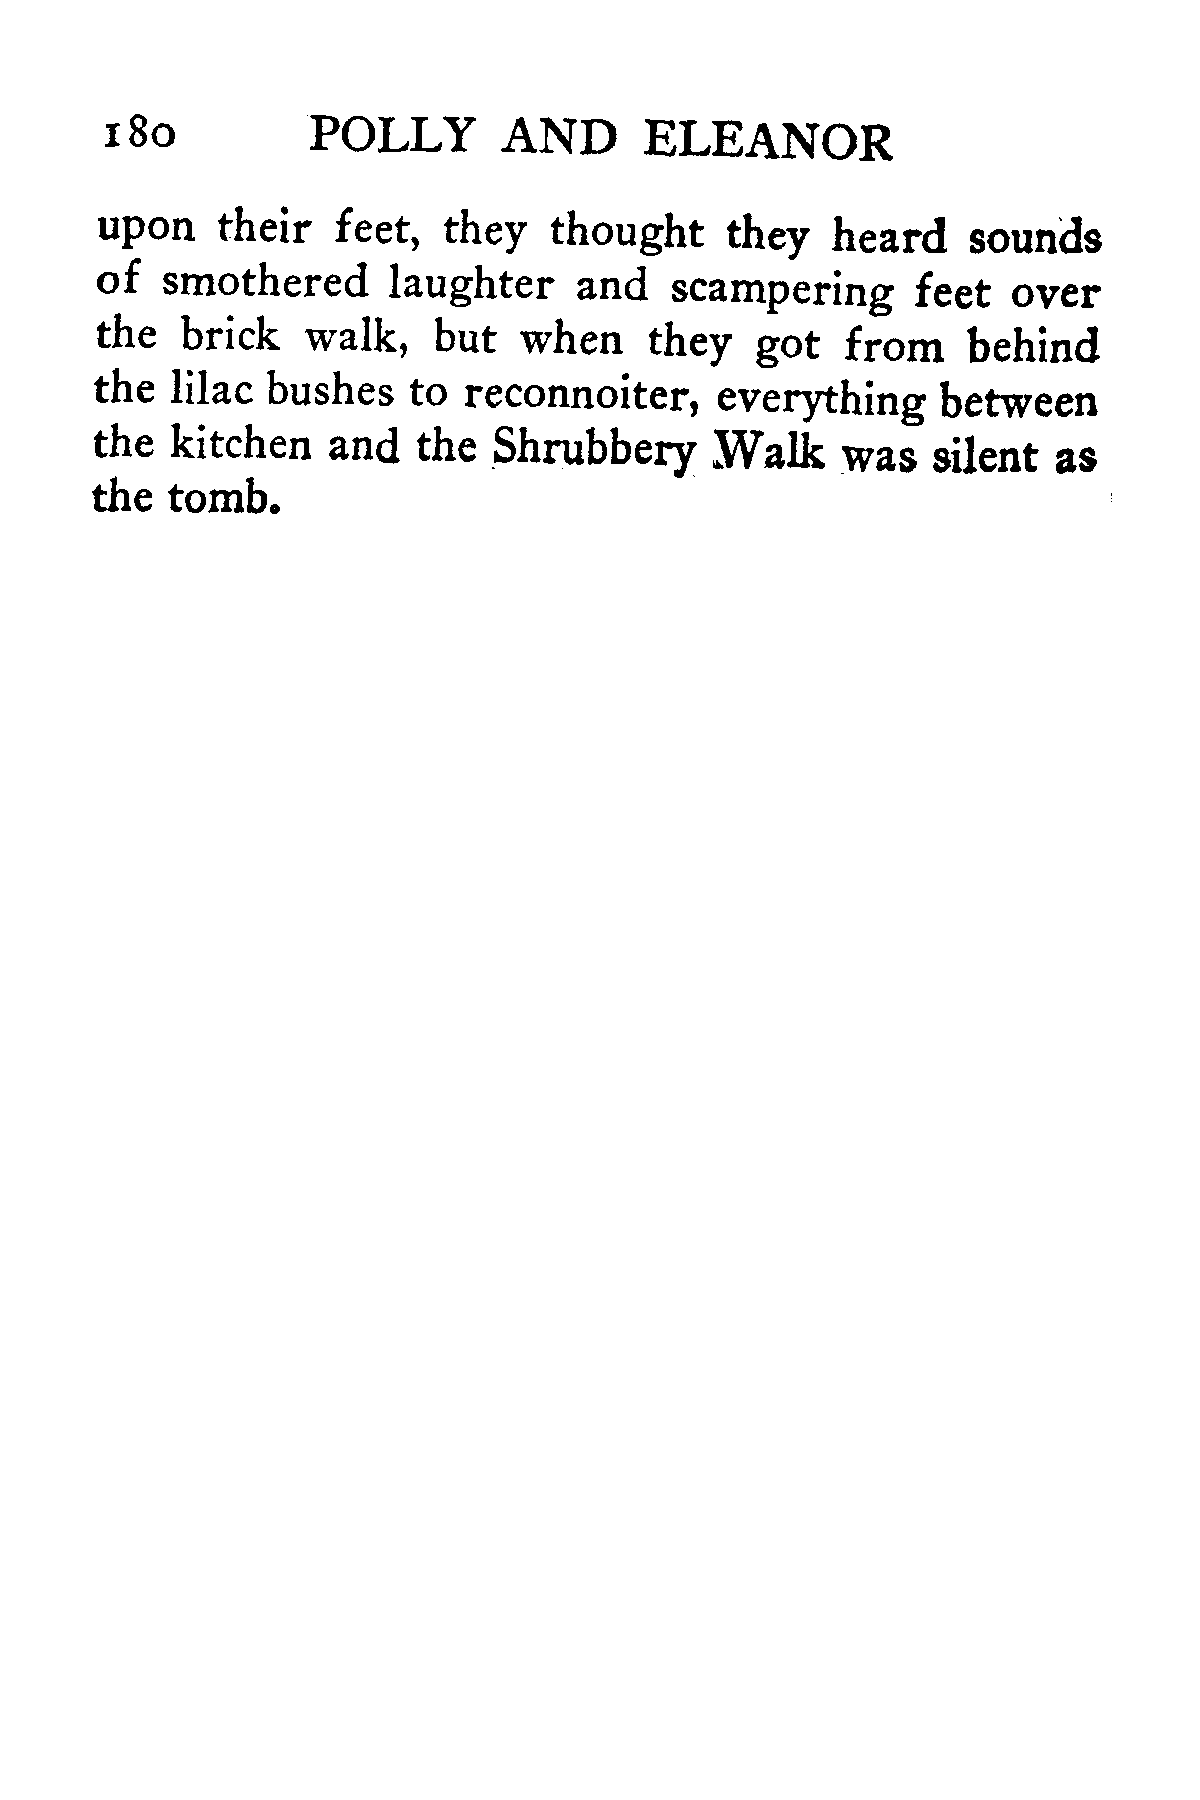 180 POLLY AND ELEANOR
upon their feet, they thought they heard sounds
of smothered laughter and scampering feet over
the brick walk, but when they got from behind
the lilac bushes to reconnoiter, everything between
the kitchen and the Shrubbery Walk was silent as
the tomb.